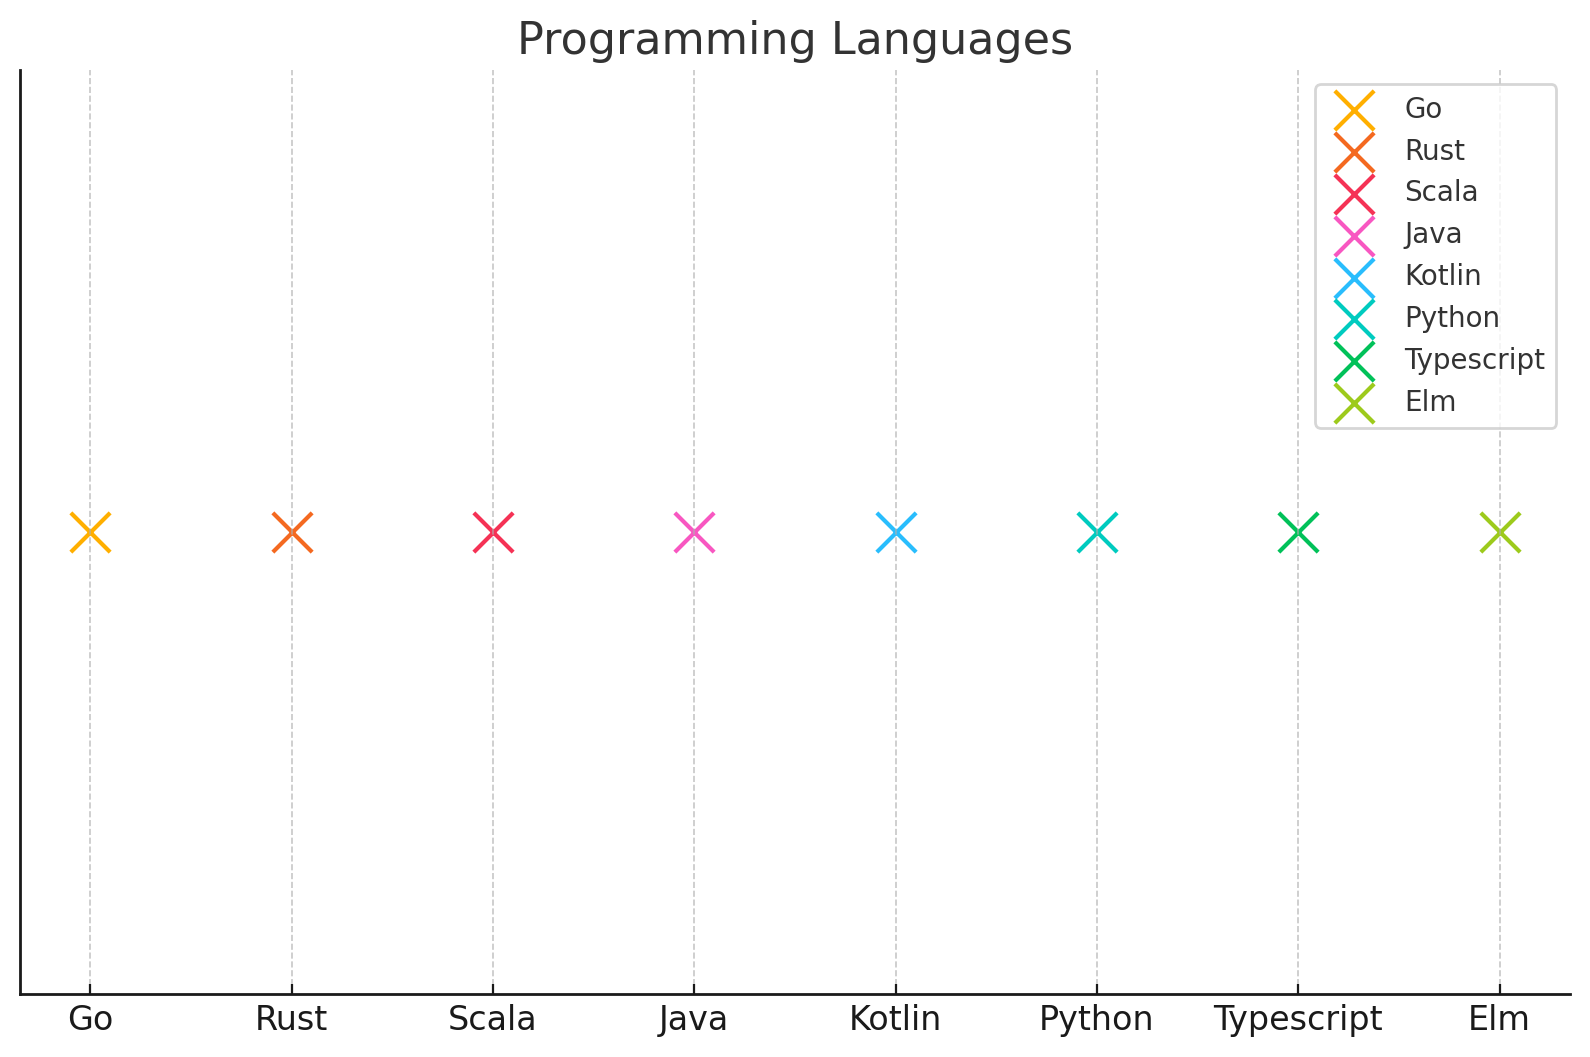 Programming Languages
Go
Rust
Scala
Java
Kotlin
Python
Typescript
Elm
Go Rust Scala Java Kotlin Python Typescript Elm